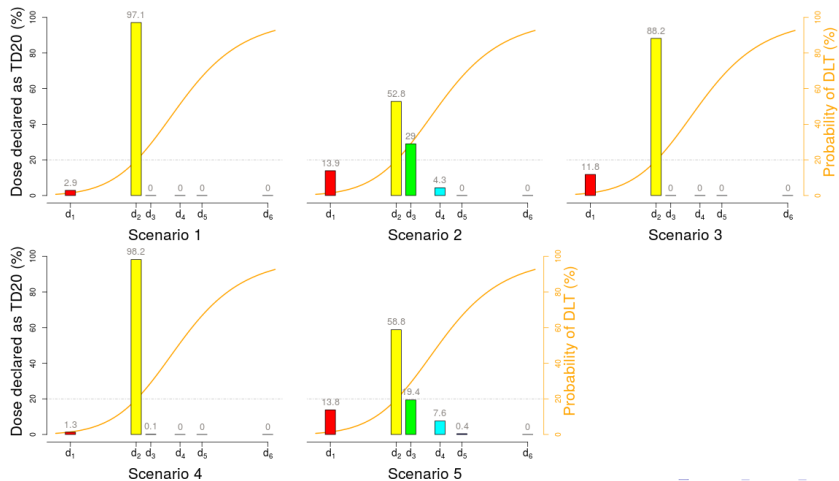 Dose declared as TD20 (%)
0 20 40 60 80 100
2.9 97.1 0 0 0 0
d1 d2 d3 d4 d5 d6
Scenario 1
13.9 52.8 29 4.3 0 0
d1 d2 d3 d4 d5 d6
Scenario 2
11.8 88.2 0 0 0 0
d1 d2 d3 d4 d5 d6
Scenario 3
0 20 40 60 80 100
Probability of DLT (%)
Dose declared as TD20 (%)
0 20 40 60 80 100
1.3 98.2 0.1 0 0 0
d1 d2 d3 d4 d5 d6
Scenario 4
13.8 58.8 19.4 7.6 0.4 0
d1 d2 d3 d4 d5 d6
Scenario 5
0 20 40 60 80 100
Probability of DLT (%)